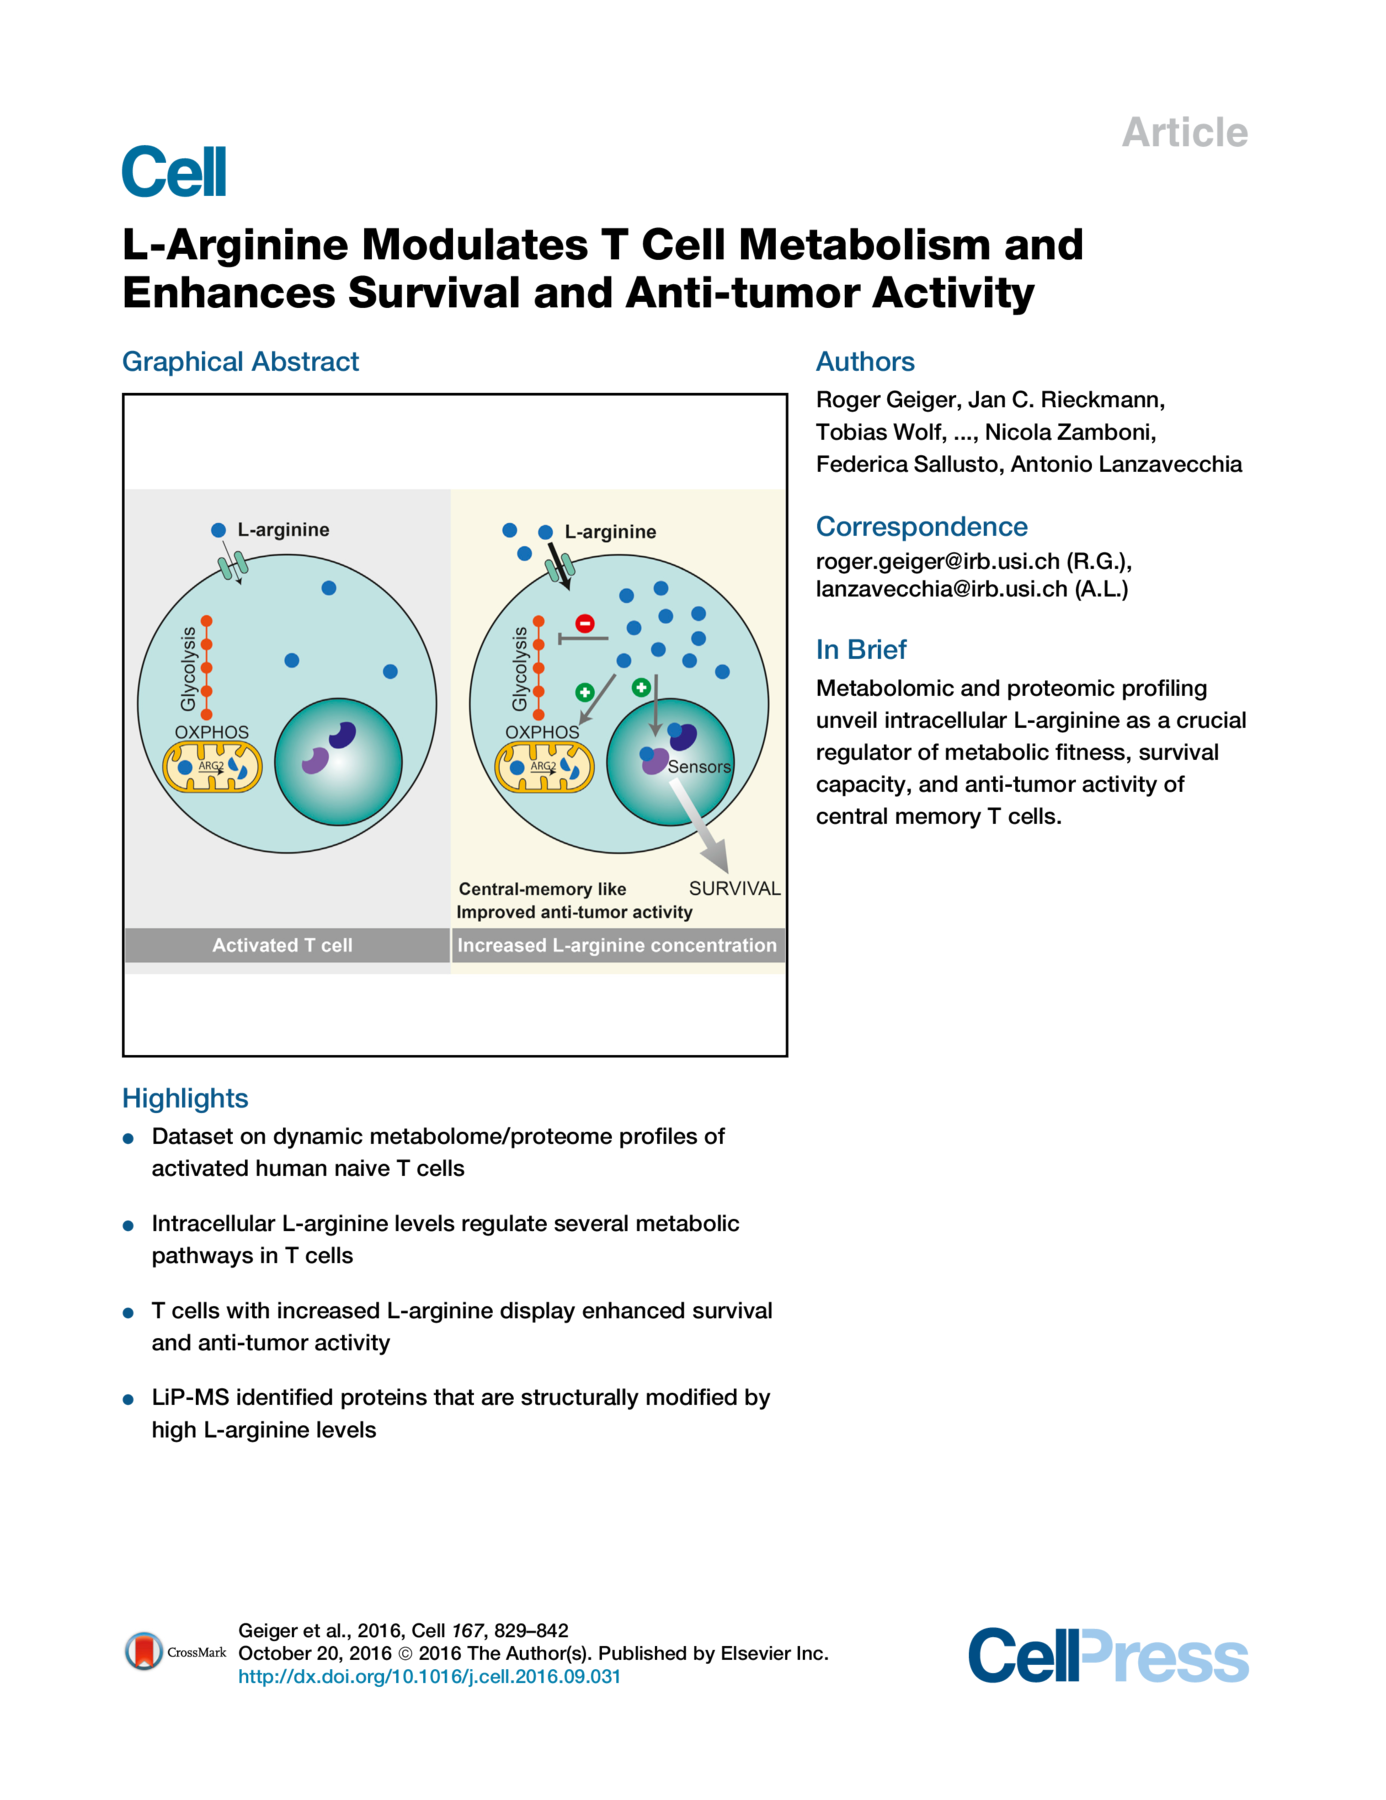 Article
Cell
L-Arginine Modulates T Cell Metabolism and
Enhances Survival and Anti-tumor Activity
Graphical Abstract
L-arginine
Glycolysis
OXPHOS
ARG2
Activated T cell
L-arginine
Glycolysis
OXPHOS
ARG2
Sensors
Central-memory like
SURVIVAL
Improved anti-tumor activity
Increased L-arginine concentration
Authors
Roger Geiger, Jan C. Rieckmann,
Tobias Wolf, ..., Nicola Zamboni,
Federica Sallusto, Antonio Lanzavecchia
Correspondence
roger.geiger@irb.usi.ch (R.G.),
lanzavecchia@irb.usi.ch (A.L.)
In Brief
Metabolomic and proteomic profiling
unveil intracellular L-arginine as a crucial
regulator of metabolic fitness, survival
capacity, and anti-tumor activity of
central memory T cells.
Highlights
● Dataset on dynamic metabolome/proteome profiles of
activated human naive T cells
● Intracellular L-arginine levels regulate several metabolic
pathways in T cells
● T cells with increased L-arginine display enhanced survival
and anti-tumor activity
● LiP-MS identified proteins that are structurally modified by
high L-arginine levels
CrossMark
Geiger et al., 2016, Cell 167, 829–842
October 20, 2016 © 2016 The Author(s). Published by Elsevier Inc.
http://dx.doi.org/10.1016/j.cell.2016.09.031
CellPress